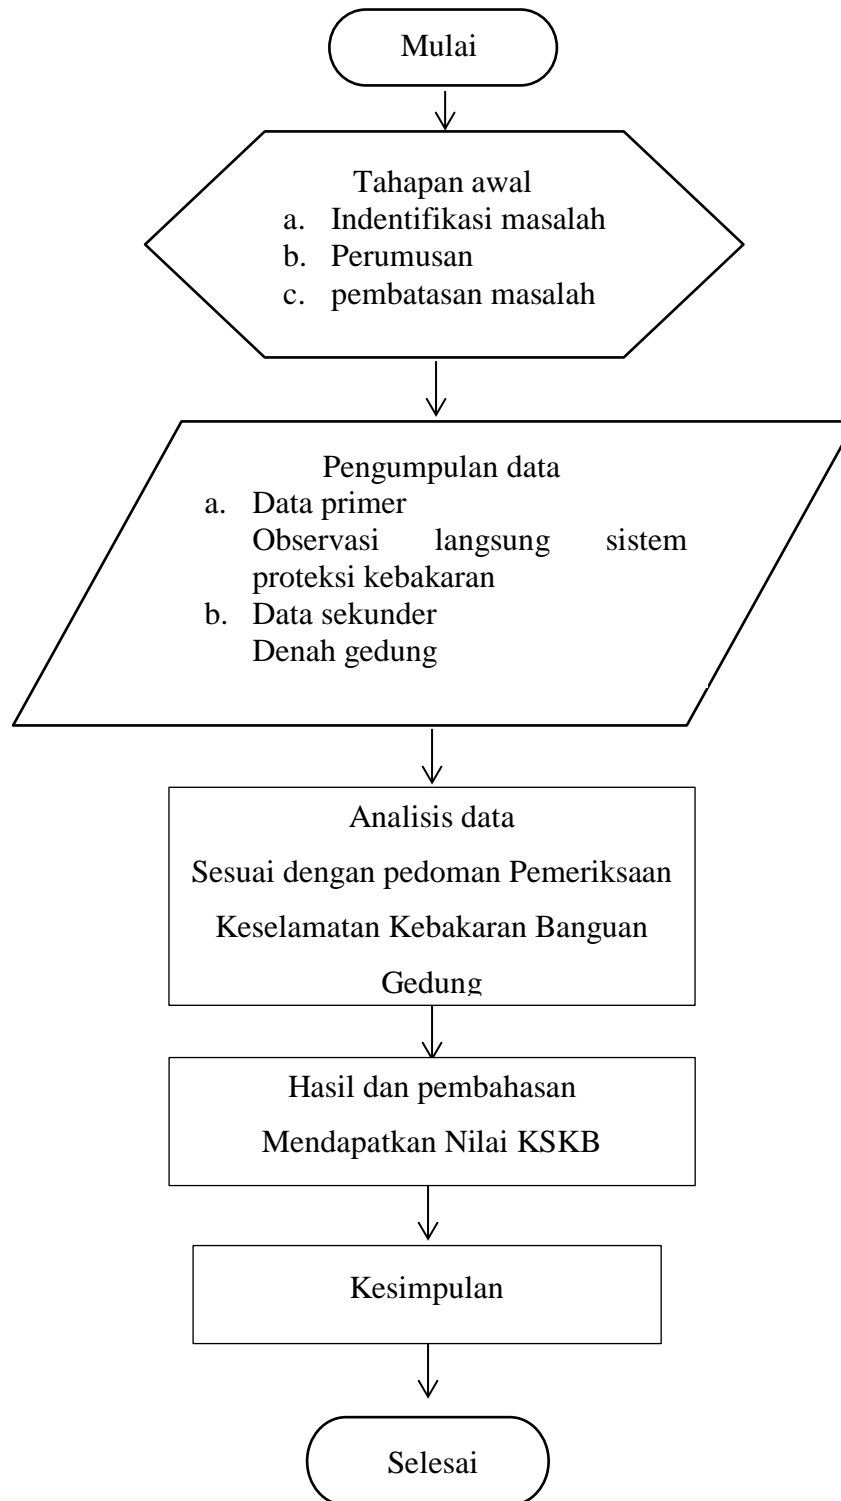 Mulai
Tahapan awal
a. Indentifikasi masalah
b. Perumusan
c. pembatasan masalah
Pengumpulan data
a. Data primer
Observasi langsung sistem
proteksi kebakaran
b. Data sekunder
Denah gedung
Analisis data
Sesuai dengan pedoman Pemeriksaan
Keselamatan Kebakaran Banguan
Gedung
Hasil dan pembahasan
Mendapatkan Nilai KSKB
Kesimpulan
Selesai